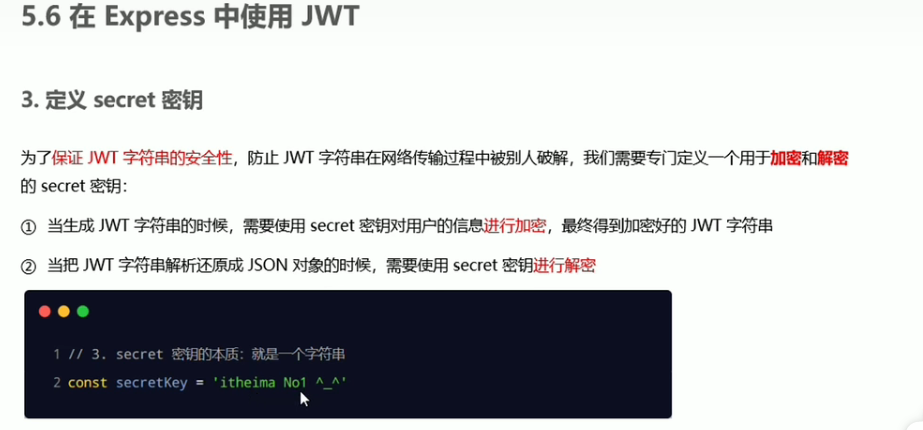 5.6 在 Express 中使用 JWT
3. 定义 secret 密钥
为了保证 JWT 字符串的安全性，防止 JWT 字符串在网络传输过程中被别人破解，我们需要专门定义一个用于加密和解密
的 secret 密钥：
① 当生成 JWT 字符串的时候，需要使用 secret 密钥对用户的信息进行加密，最终得到加密好的 JWT 字符串
② 当把 JWT 字符串解析还原成 JSON 对象的时候，需要使用 secret 密钥进行解密
1 // 3. secret 密钥的本质：就是一个字符串
2 const secretKey = 'itheima No1 ^_^'